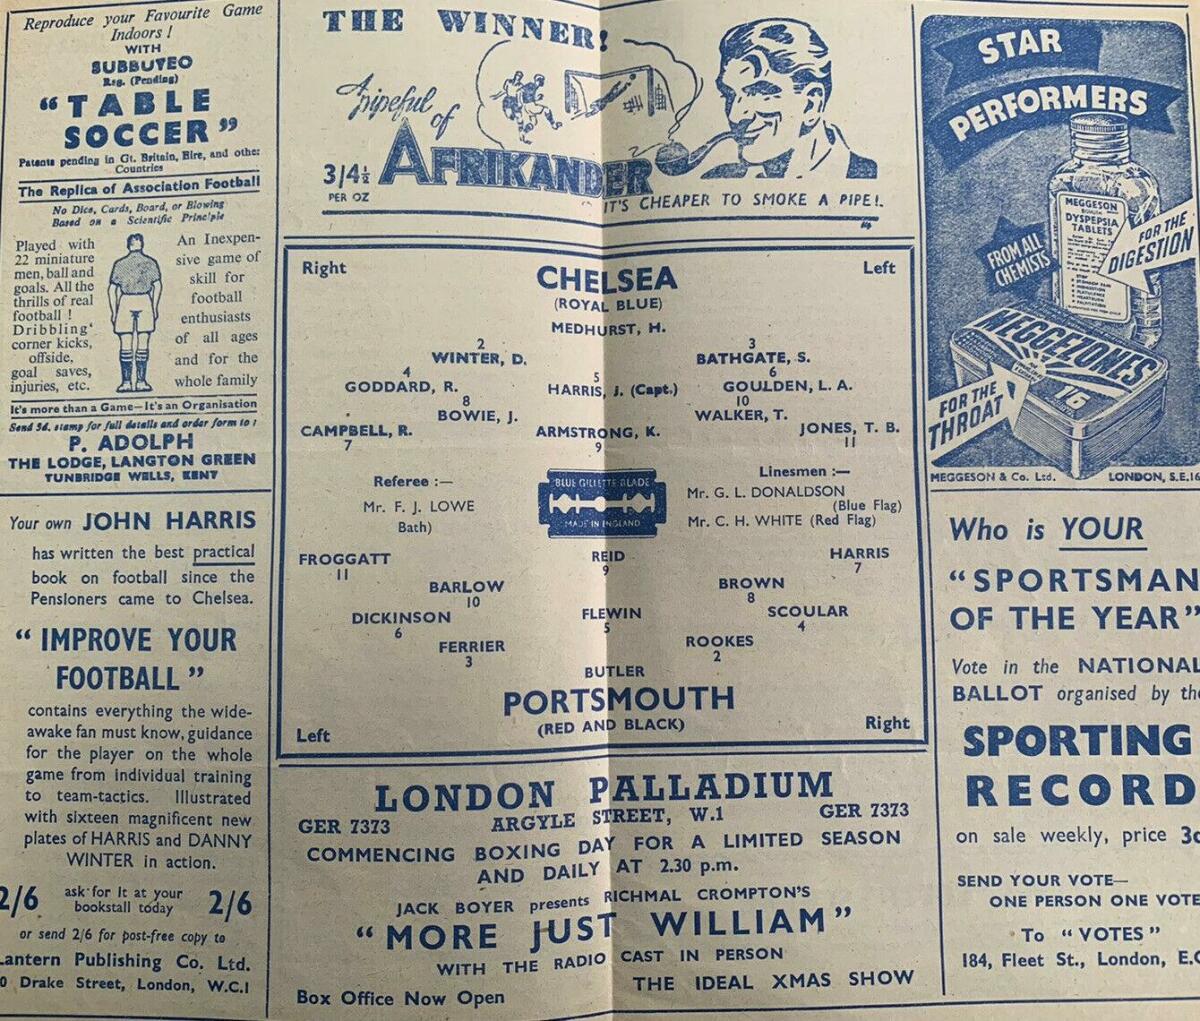 Reproduce your Favourite Game
Indoors !
WITH
SUBBUTEO
Reg. (Pending)
"TABLE
SOCCER"
Patents pending in Gt. Britain, Eire, and other
Countries
The Replica of Association Football
No Dice, Cards, Board, or Blowing
Based on a Scientific Principle
Played with
22 miniature
men, ball and
goals. All the
thrills of real
football !
Dribbling
corner kicks,
offside,
goal saves,
injuries, etc.
An Inexpen-
sive game of
skill for
football
enthusiasts
of all ages
and for the
whole family
It's more than a Game—It's an Organisation
Send 3d. stamp for full details and order form to :
P. ADOLPH
THE LODGE, LANGTON GREEN
TUNBRIDGE WELLS, KENT
Your own JOHN HARRIS
has written the best practical
book on football since the
Pensioners came to Chelsea.
"IMPROVE YOUR
FOOTBALL"
contains everything the wide-
awake fan must know, guidance
for the player on the whole
game from individual training
to team-tactics. Illustrated
with sixteen magnificent new
plates of HARRIS and DANNY
WINTER in action.
2/6 ask for it at your 2/6
bookstall today
or send 2/6 for post-free copy to
Lantern Publishing Co. Ltd.
0 Drake Street, London, W.C.I
THE WINNER!
A pipeful of
AFRIKANDER
3/4½
PER OZ
IT'S CHEAPER TO SMOKE A PIPE!
Right Left
CHELSEA
(ROYAL BLUE)
MEDHURST, H.
2 3
WINTER, D. BATHGATE, S.
4 5 6
GODDARD, R. HARRIS, J. (Capt.) GOULDEN, L. A.
8 10
BOWIE, J. WALKER, T.
CAMPBELL, R. ARMSTRONG, K. JONES, T. B.
7 9 11
Referee :—
Mr. F. J. LOWE
Bath)
BLUE GILLETTE BLADE
MADE IN ENGLAND
Linesmen :—
Mr. G. L. DONALDSON
(Blue Flag)
Mr. C. H. WHITE (Red Flag)
FROGGATT REID HARRIS
11 9 7
BARLOW BROWN
10 8
DICKINSON FLEWIN SCOULAR
6 5 4
FERRIER ROOKES
3 2
BUTLER
PORTSMOUTH
(RED AND BLACK)
Left Right
LONDON PALLADIUM
GER 7373 ARGYLE STREET, W.1 GER 7373
COMMENCING BOXING DAY FOR A LIMITED SEASON
AND DAILY AT 2.30 p.m.
JACK BOYER presents RICHMAL CROMPTON'S
"MORE JUST WILLIAM"
WITH THE RADIO CAST IN PERSON
Box Office Now Open THE IDEAL XMAS SHOW
STAR
PERFORMERS
MEGGESON
DYSPEPSIA
TABLETS
FROM ALL
CHEMISTS
FOR THE
DIGESTION
MEGGEZONES
1/6
FOR THE
THROAT
MEGGESON & Co. Ltd. LONDON, S.E.16
Who is YOUR
"SPORTSMAN
OF THE YEAR"
Vote in the NATIONAL
BALLOT organised by the
SPORTING
RECORD
on sale weekly, price 3d
SEND YOUR VOTE—
ONE PERSON ONE VOTE
To "VOTES"
184, Fleet St., London, E.C